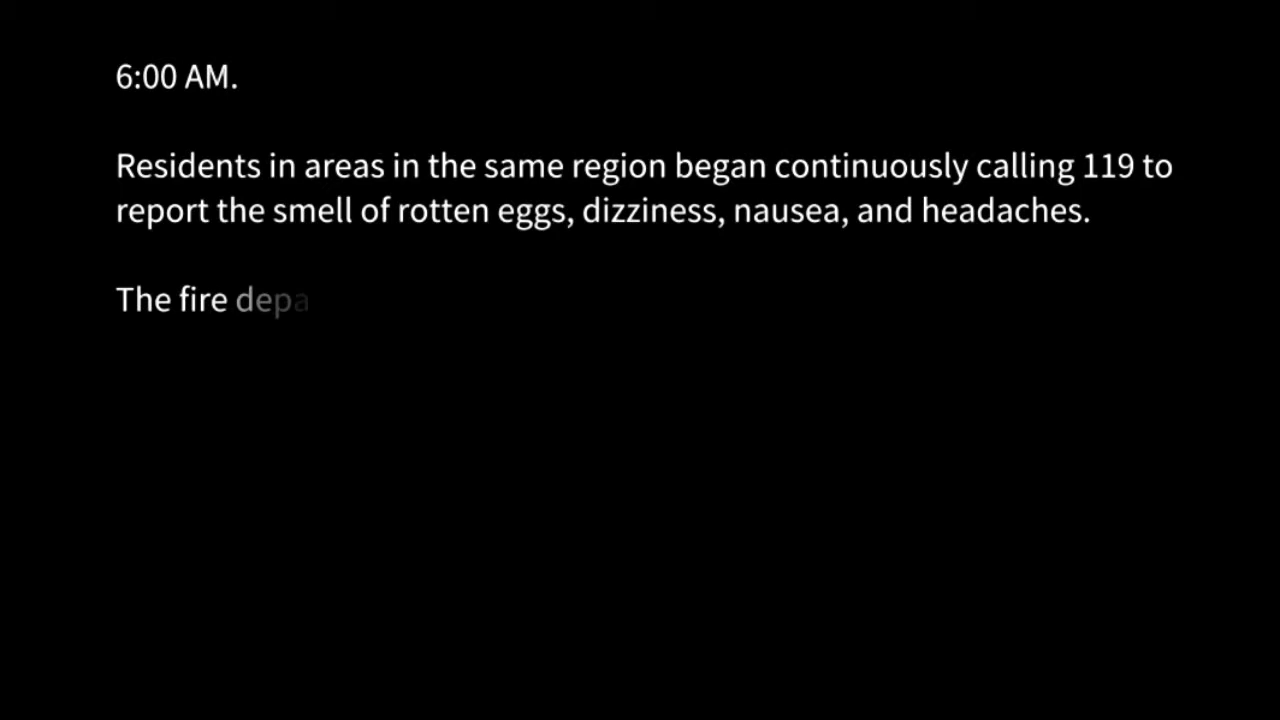 6:00 AM.
Residents in areas in the same region began continuously calling 119 to
report the smell of rotten eggs, dizziness, nausea, and headaches.
The fire depa